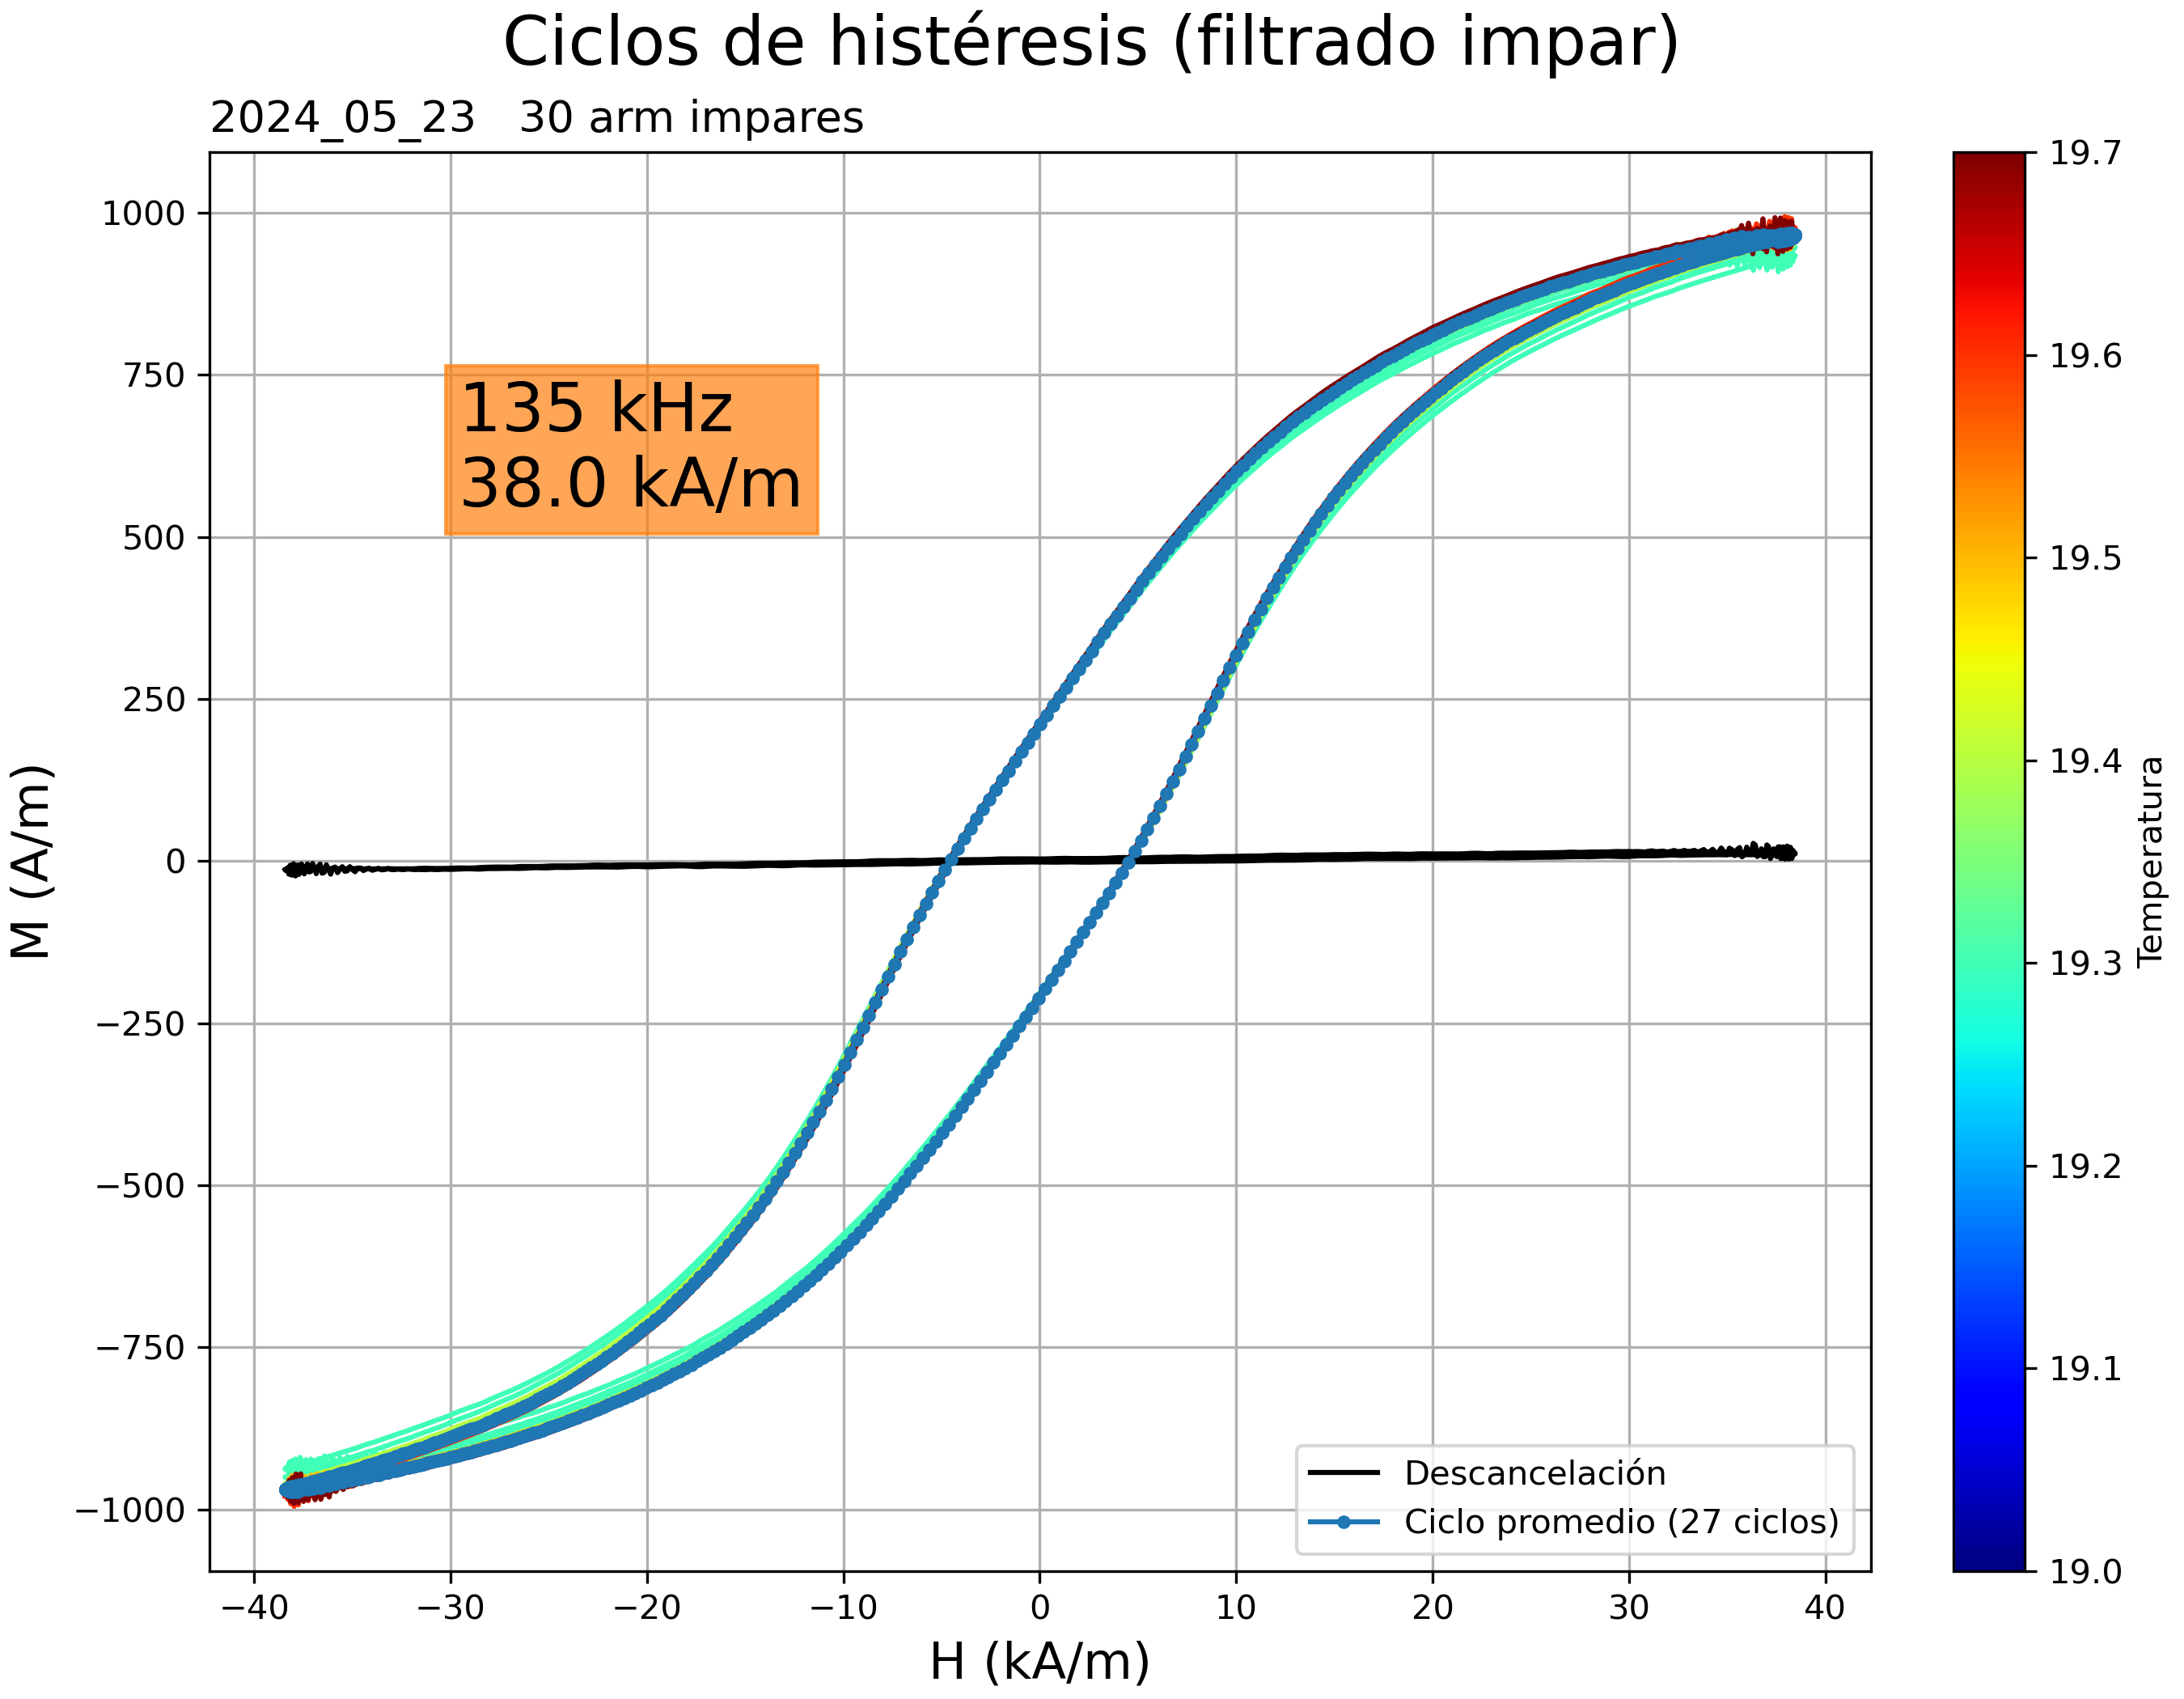 Ciclos de histéresis (filtrado impar)
2024_05_23   30 arm impares
135 kHz
38.0 kA/m
M (A/m)
1000
750
500
250
0
−250
−500
−750
−1000
−40
−30
−20
−10
0
10
20
30
40
H (kA/m)
Descancelación
Ciclo promedio (27 ciclos)
19.7
19.6
19.5
19.4
19.3
19.2
19.1
19.0
Temperatura